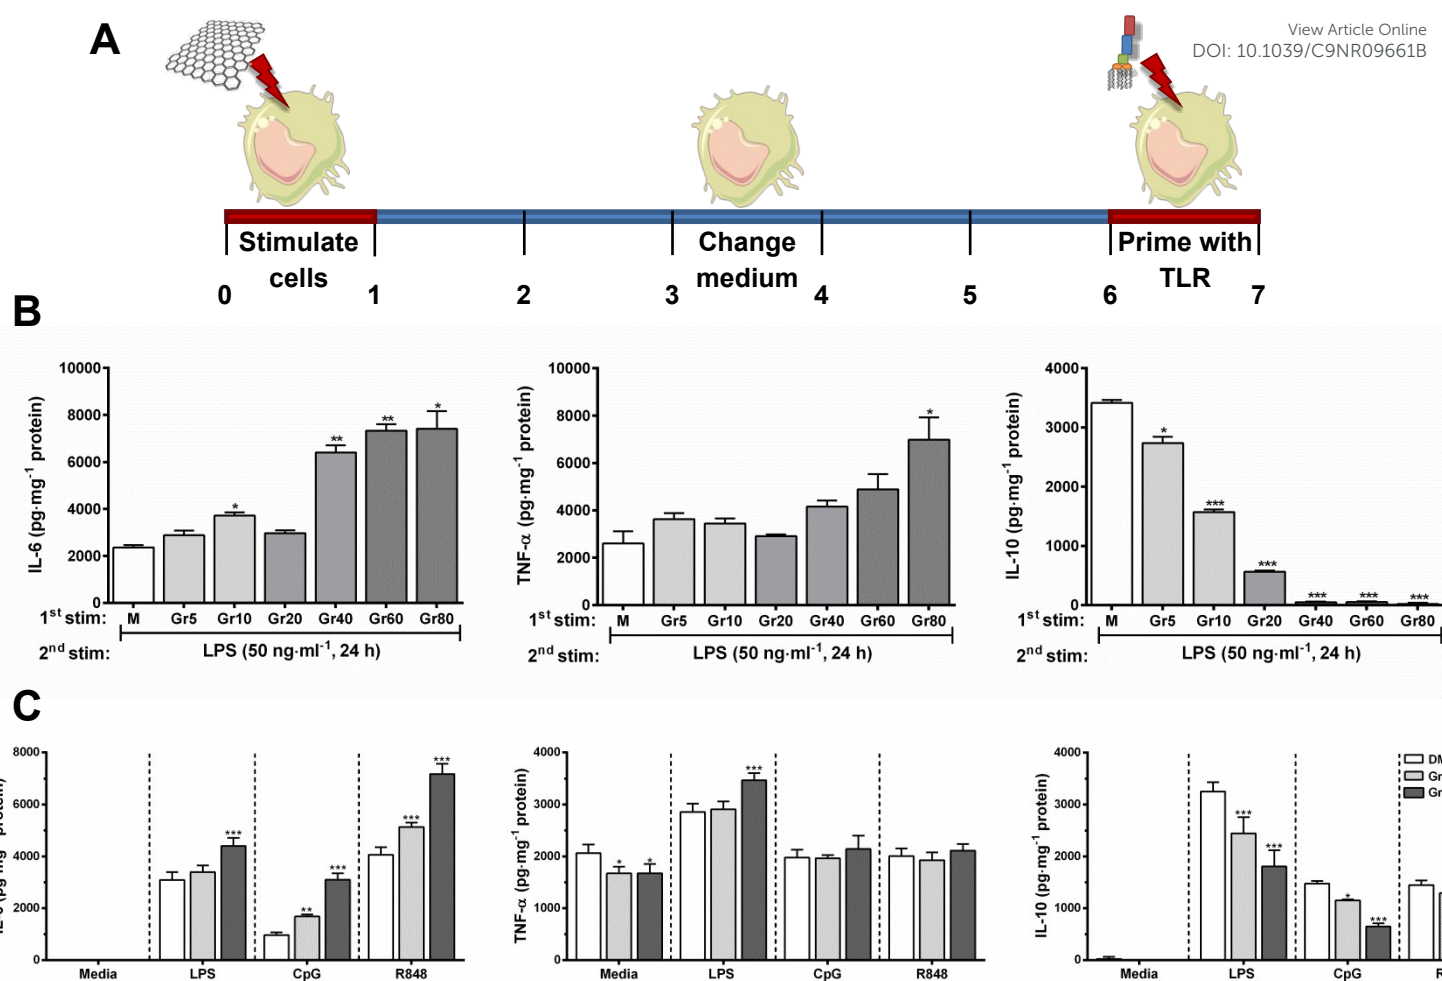 View Article Online
DOI: 10.1039/C9NR09661B
A
Stimulate cells
Change medium
Prime with TLR
0 1 2 3 4 5 6 7
B
IL-6 (pg·mg⁻¹ protein)
10000
8000
6000
4000
2000
0
* ** ** *
1st stim: M Gr5 Gr10 Gr20 Gr40 Gr60 Gr80
2nd stim: LPS (50 ng·ml⁻¹, 24 h)
TNF-α (pg·mg⁻¹ protein)
10000
8000
6000
4000
2000
0
*
1st stim: M Gr5 Gr10 Gr20 Gr40 Gr60 Gr80
2nd stim: LPS (50 ng·ml⁻¹, 24 h)
IL-10 (pg·mg⁻¹ protein)
4000
3000
2000
1000
0
* *** *** *** *** ***
1st stim: M Gr5 Gr10 Gr20 Gr40 Gr60 Gr80
2nd stim: LPS (50 ng·ml⁻¹, 24 h)
C
8000
6000
4000
2000
0
*** ** *** *** ***
Media LPS CpG R848
TNF-α (pg·mg⁻¹ protein)
4000
3000
2000
1000
0
* * ***
Media LPS CpG R848
IL-10 (pg·mg⁻¹ protein)
4000
3000
2000
1000
0
*** *** * ***
DM
Gr
Gr
Media LPS CpG R